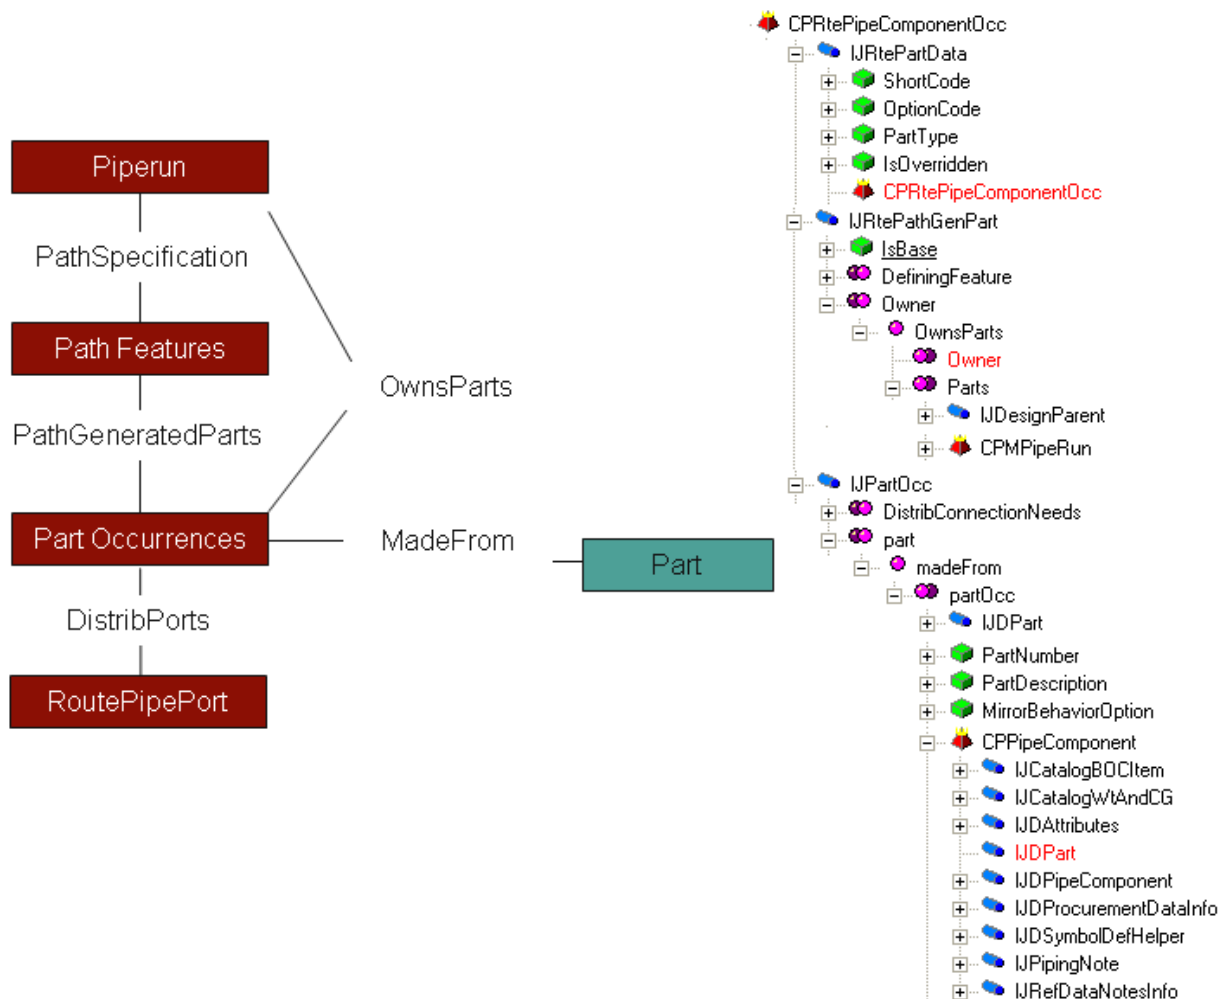 Piperun
PathSpecification
Path Features
OwnsParts
PathGeneratedParts
Part Occurrences
MadeFrom
Part
DistribPorts
RoutePipePort
CPRtePipeComponentOcc
IJRtePartData
ShortCode
OptionCode
PartType
IsOverridden
CPRtePipeComponentOcc
IJRtePathGenPart
IsBase
DefiningFeature
Owner
OwnsParts
Owner
Parts
IJDesignParent
CPMPipeRun
IJPartOcc
DistribConnectionNeeds
part
madeFrom
partOcc
IJDPart
PartNumber
PartDescription
MirrorBehaviorOption
CPPipeComponent
IJCatalogBOCItem
IJCatalogWtAndCG
IJDAttributes
IJDPart
IJDPipeComponent
IJDProcurementDataInfo
IJDSymbolDefHelper
IJPipingNote
IJRefDataNotesInfo